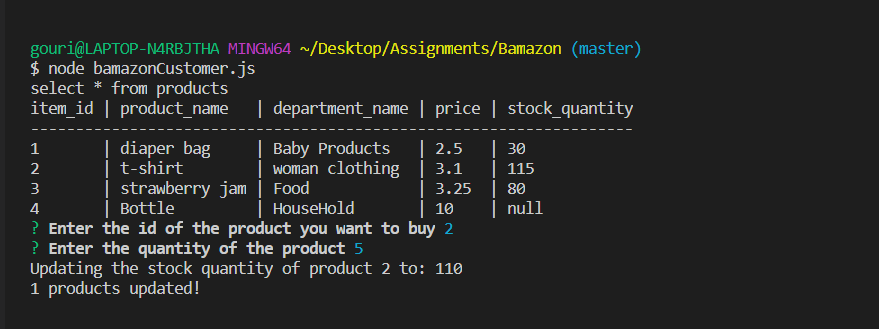 gouri@LAPTOP-N4RBJTHA MINGW64 ~/Desktop/Assignments/Bamazon (master)
$ node bamazonCustomer.js
select * from products
item_id | product_name   | department_name | price | stock_quantity
-------------------------------------------------------------------
1       | diaper bag     | Baby Products   | 2.5   | 30
2       | t-shirt        | woman clothing  | 3.1   | 115
3       | strawberry jam | Food            | 3.25  | 80
4       | Bottle         | HouseHold       | 10    | null
? Enter the id of the product you want to buy 2
? Enter the quantity of the product 5
Updating the stock quantity of product 2 to: 110
1 products updated!